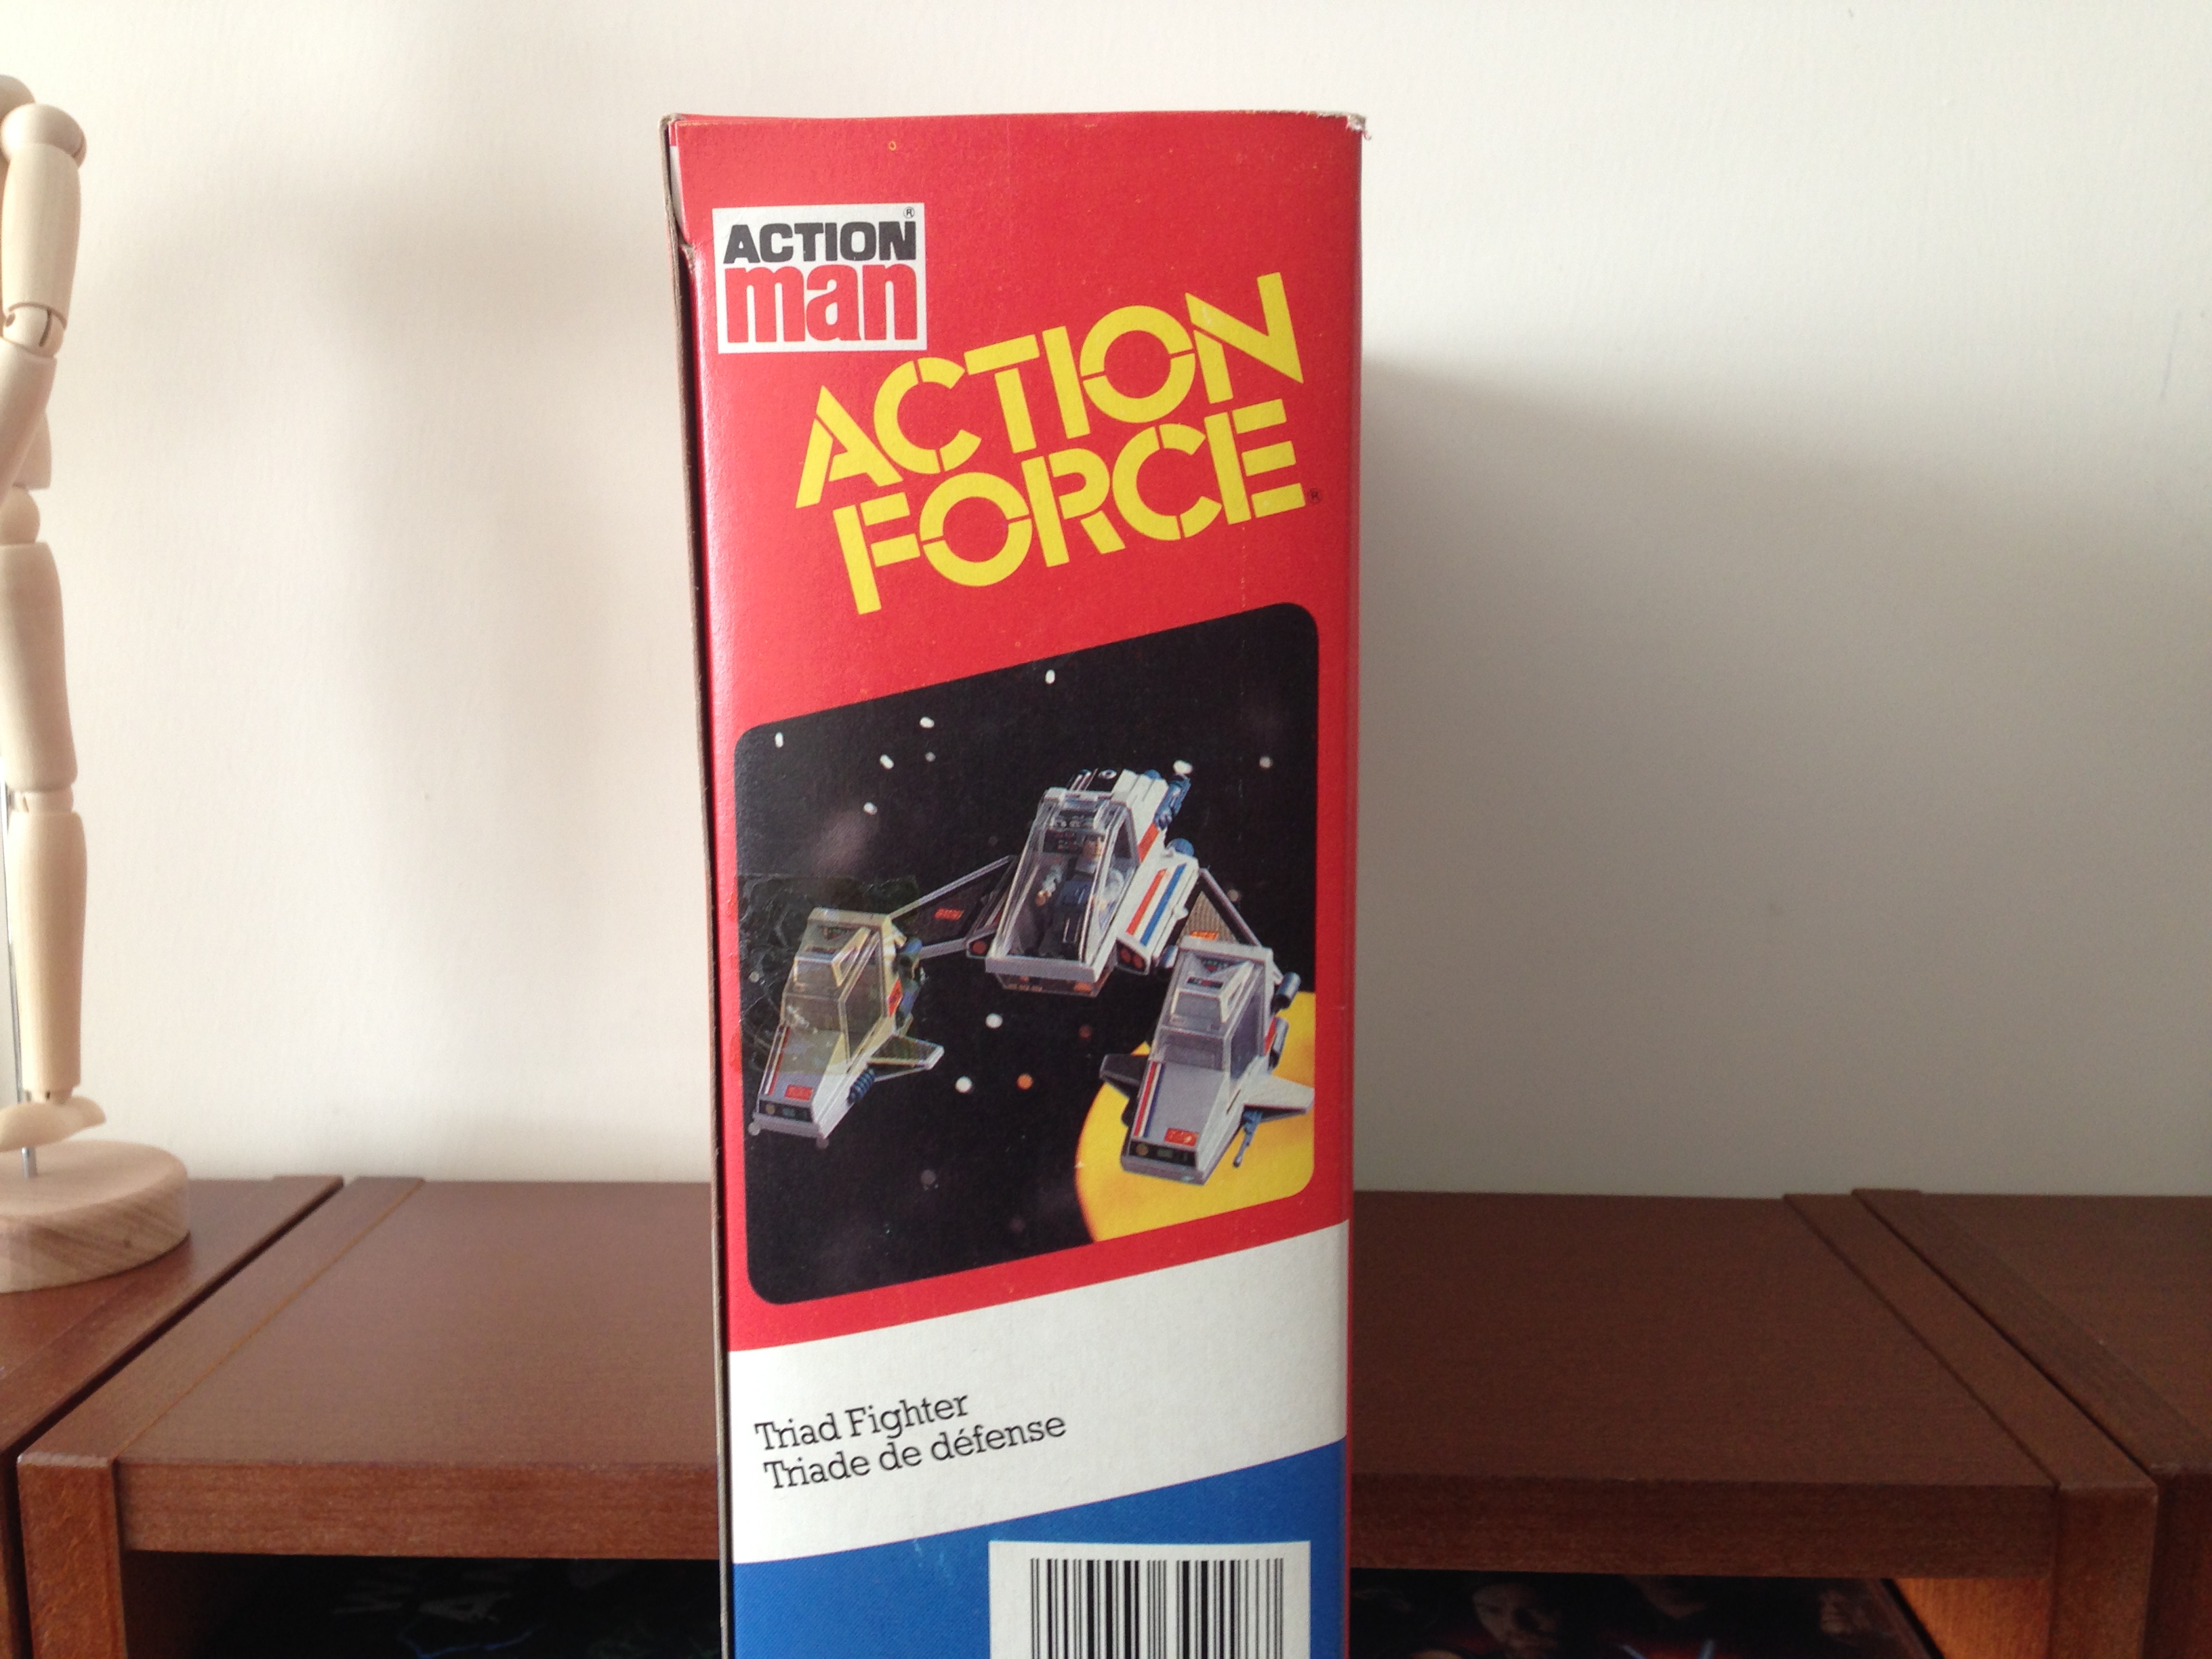 ACTION®
man
ACTION
FORCE®
Triad Fighter
Triade de défense